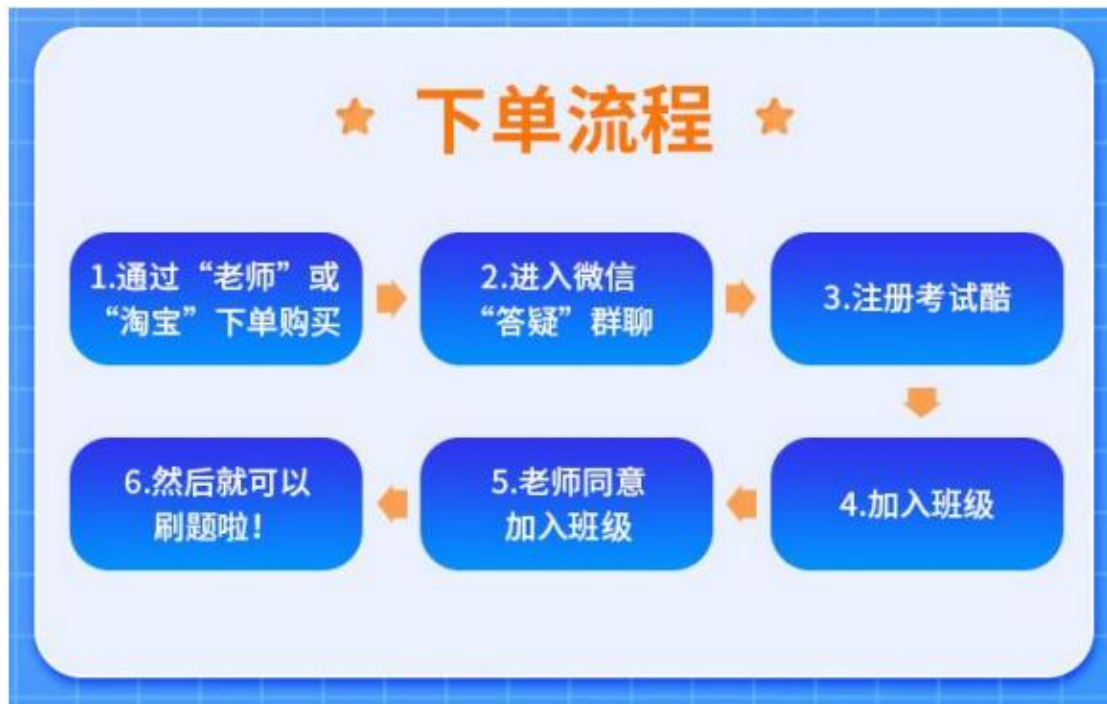 下单流程
1.通过“老师”或
“淘宝”下单购买
2.进入微信
“答疑”群聊
3.注册考试酷
4.加入班级
5.老师同意
加入班级
6.然后就可以
刷题啦！